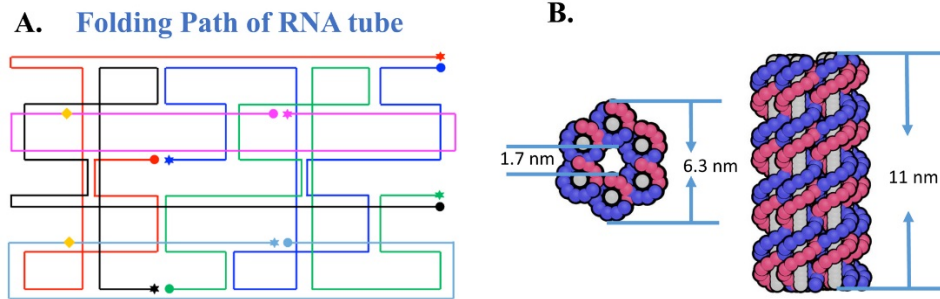 A. Folding Path of RNA tube
B.
1.7 nm
6.3 nm
11 nm